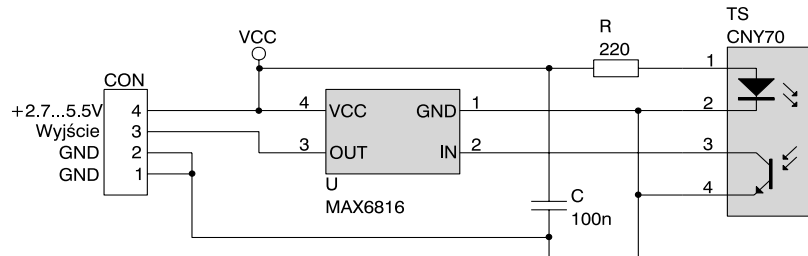 TS
CNY70
R
220
VCC
CON
+2.7...5.5V 4
Wyjście 3
GND 2
GND 1
4 VCC GND 1
3 OUT IN 2
U
MAX6816
C
100n
1
2
3
4